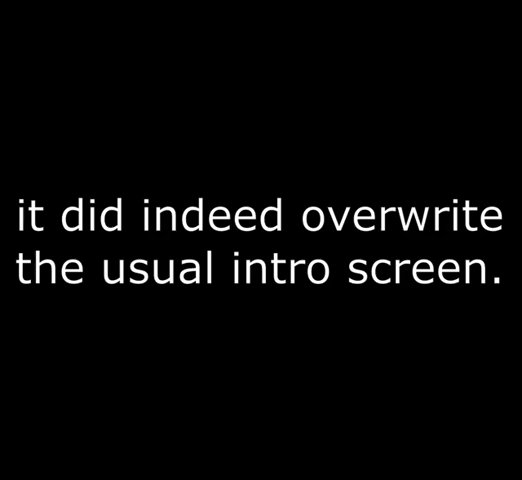 it did indeed overwrite
the usual intro screen.